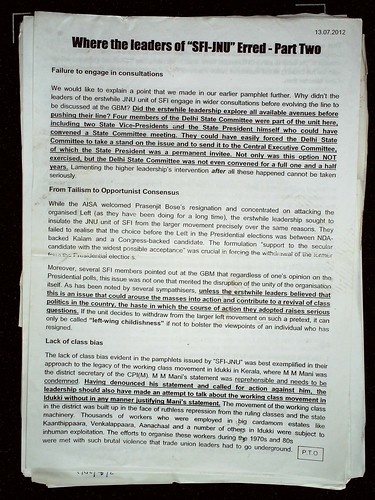 13.07.2012
Where the leaders of "SFI-JNU" Erred - Part Two
Failure to engage in consultations
We would like to explain a point that we made in our earlier pamphlet further. Why didn't the
leaders of the erstwhile JNU unit of SFI engage in wider consultations before evolving the line to
be discussed at the GBM? Did the erstwhile leadership explore all available avenues before
pushing their line? Four members of the Delhi State Committee were part of the unit here,
including two State Vice-Presidents and the State President himself who could have
convened a State Committee meeting. They could have easily forced the Delhi State
Committee to take a stand on the issue and to send it to the Central Executive Committee,
of which the State President was a permanent invitee. Not only was this option NOT
exercised, but the Delhi State Committee was not even convened for a full one and a half
years. Lamenting the higher leadership's intervention after all these happened cannot be taken
seriously.
From Tailism to Opportunist Consensus
While the AISA welcomed Prasenjit Bose's resignation and concentrated on attacking the
organised Left (as they have been doing for a long time), the erstwhile leadership sought to
insulate the JNU unit of SFI from the larger movement precisely over the same reasons. They
failed to realise that the choice before the Left in the Presidential elections was between NDA-
backed Kalam and a Congress-backed candidate. The formulation "support to the secular
candidate with the widest possible acceptance" was crucial in forcing the withdrawal of the former
from the Presidential elections.
Moreover, several SFI members pointed out at the GBM that regardless of one's opinion on the
Presidential polls, this issue was not one that merited the disruption of the unity of the organisation
itself. As has been noted by several sympathisers, unless the erstwhile leaders believed that
this is an issue that could arouse the masses into action and contribute to a revival of class
politics in the country, the haste in which the course of action they adopted raises serious
questions. If the unit decides to withdraw from the larger left movement on such a pretext, it can
only be called "left-wing childishness" if not to bolster the viewpoints of an individual who has
resigned.
Lack of class bias
The lack of class bias evident in the pamphlets issued by "SFI-JNU" was best exemplified in their
approach to the legacy of the working class movement in Idukki in Kerala, where M M Mani was
the district secretary of the CPI(M). M M Mani's statement was reprehensible and needs to be
condemned. Having denounced his statement and called for action against him, the
leadership should also have made an attempt to talk about the working class movement in
Idukki without in any manner justifying Mani's statement. The movement of the working class
in the district was built up in the face of ruthless repression from the ruling classes and the state
machinery. Thousands of workers who were employed in big cardamom estates like
Kaanthippaara, Venkalappaara, Aanachaal and a number of others in Idukki were subject to
inhuman exploitation. The efforts to organise these workers during the 1970s and 80s
were met with such brutal violence that trade union leaders had to go underground.
P.T.O